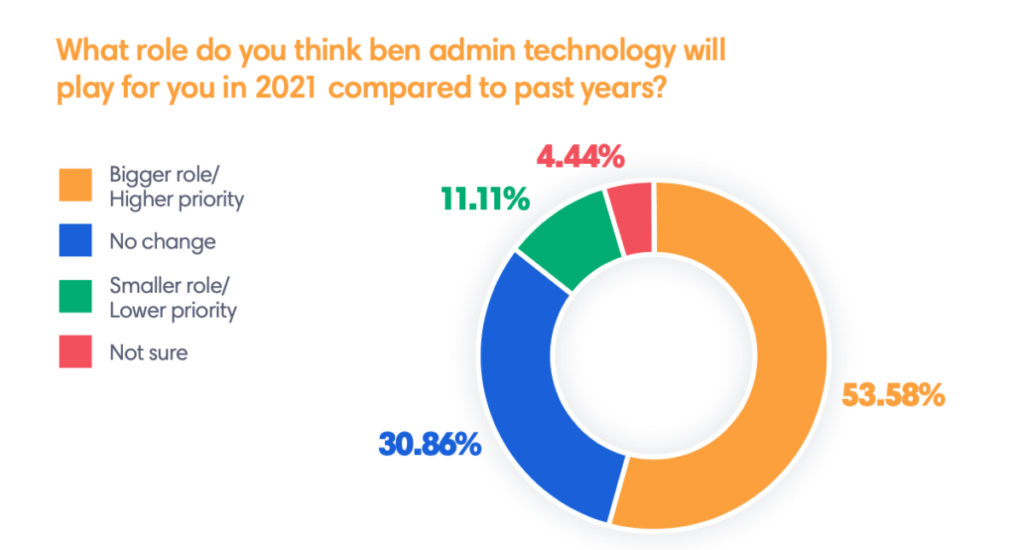 What role do you think ben admin technology will
play for you in 2021 compared to past years?
Bigger role/
Higher priority
No change
Smaller role/
Lower priority
Not sure
4.44%
11.11%
53.58%
30.86%